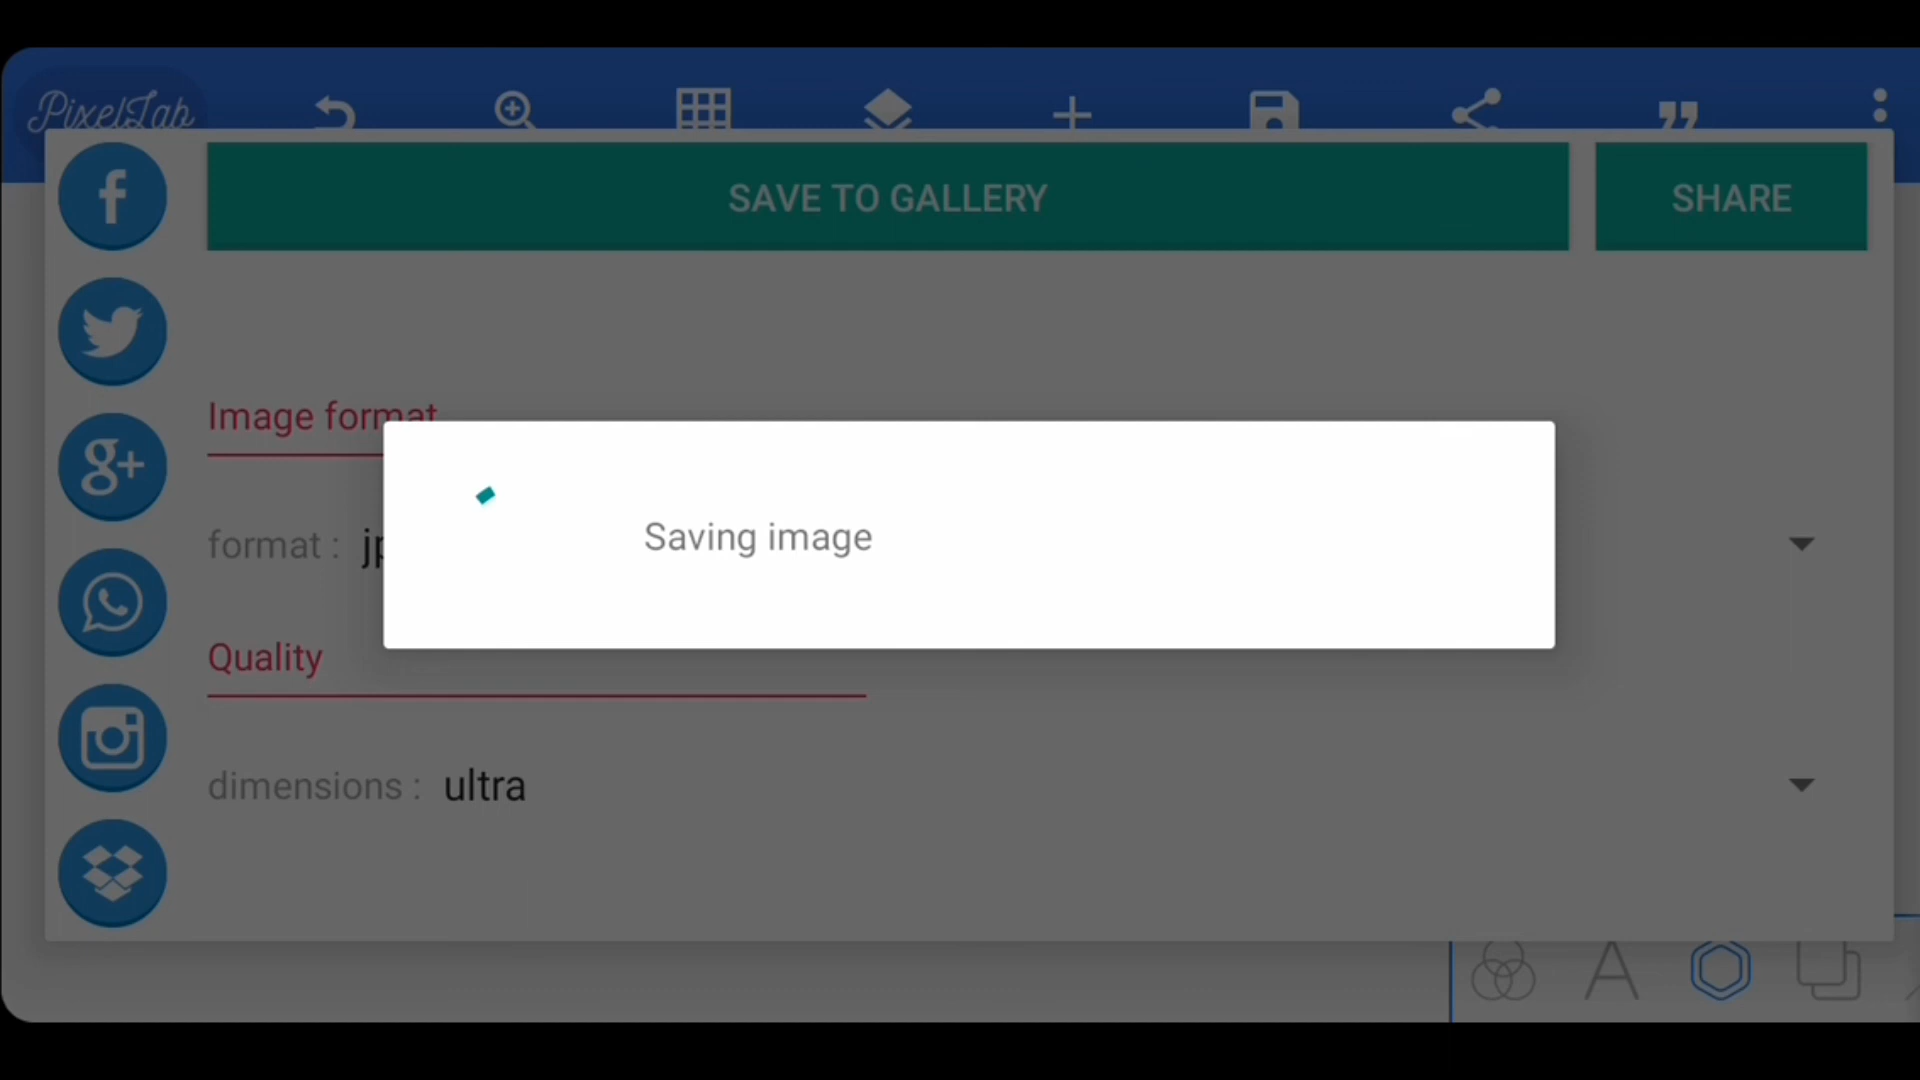 PixelLab
SAVE TO GALLERY
SHARE
Image format
format :
Saving image
Quality
dimensions : ultra